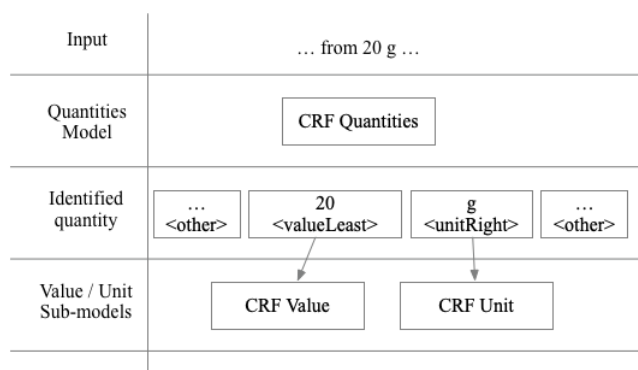 Input
… from 20 g …
Quantities
Model
CRF Quantities
Identified
quantity
…
<other>
20
<valueLeast>
g
<unitRight>
…
<other>
Value / Unit
Sub-models
CRF Value
CRF Unit